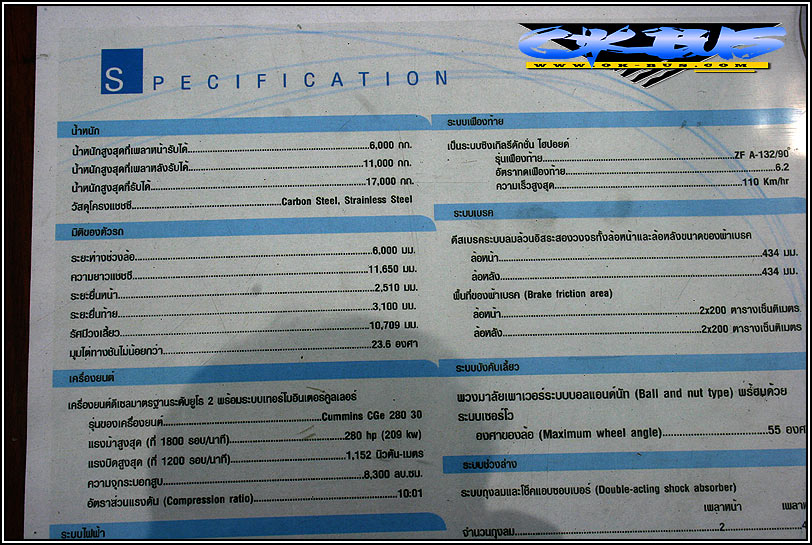 OK-BUS
WWW.OK-BUS.COM
SPECIFICATION
น้ำหนัก
น้ำหนักสูงสุดที่เพลาหน้ารับได้.....6,000 กก.
น้ำหนักสูงสุดที่เพลาหลังรับได้.....11,000 กก.
น้ำหนักสูงสุดที่รับได้.....17,000 กก.
วัสดุโครงแชชซี.....Carbon Steel, Strainless Steel
มิติของตัวรถ
ระยะห่างช่วงล้อ.....6,000 มม.
ความยาวแชชซี.....11,650 มม.
ระยะยื่นหน้า.....2,510 มม.
ระยะยื่นท้าย.....3,100 มม.
รัศมีวงเลี้ยว.....10,709 มม.
มุมไต่ทางชันไม่น้อยกว่า.....23.6 องศา
เครื่องยนต์
เครื่องยนต์ดีเซลมาตรฐานระดับยูโร 2 พร้อมระบบเทอร์โบอินเตอร์คูลเลอร์
รุ่นของเครื่องยนต์.....Cummins CGe 280 30
แรงม้าสูงสุด (ที่ 1800 รอบ/นาที).....280 hp (209 kw)
แรงบิดสูงสุด (ที่ 1200 รอบ/นาที).....1,152 นิวตัน-เมตร
ความจุกระบอกสูบ.....8,300 ลบ.ซม.
อัตราส่วนแรงดัน (Compression ratio).....10:01
ระบบไฟฟ้า
ระบบเฟืองท้าย
เป็นระบบซิงเกิลรีดักชั่น ไฮปอยด์
รุ่นเฟืองท้าย.....ZF A-132/90°
อัตราทดเฟืองท้าย.....6.2
ความเร็วสูงสุด.....110 Km/hr
ระบบเบรค
ดีสเบรคระบบลมล้วนอิสระสองวงจรทั้งล้อหน้าและล้อหลังขนาดของผ้าเบรค
ล้อหน้า.....434 มม.
ล้อหลัง.....434 มม.
พื้นที่ของผ้าเบรค (Brake friction area)
ล้อหน้า.....2x200 ตารางเซ็นติเมตร
ล้อหลัง.....2x200 ตารางเซ็นติเมตร
ระบบบังคับเลี้ยว
พวงมาลัยเพาเวอร์ระบบบอลแอนด์นัท (Ball and nut type) พร้อมด้วย
ระบบเซอร์โว
องศาของล้อ (Maximum wheel angle).....55 องศ
ระบบช่วงล่าง
ระบบถุงลมและโช๊คแอบซอบเบอร์ (Double-acting shock absorber)
เพลาหน้า เพลา
จำนวนถุงลม.....2.....4